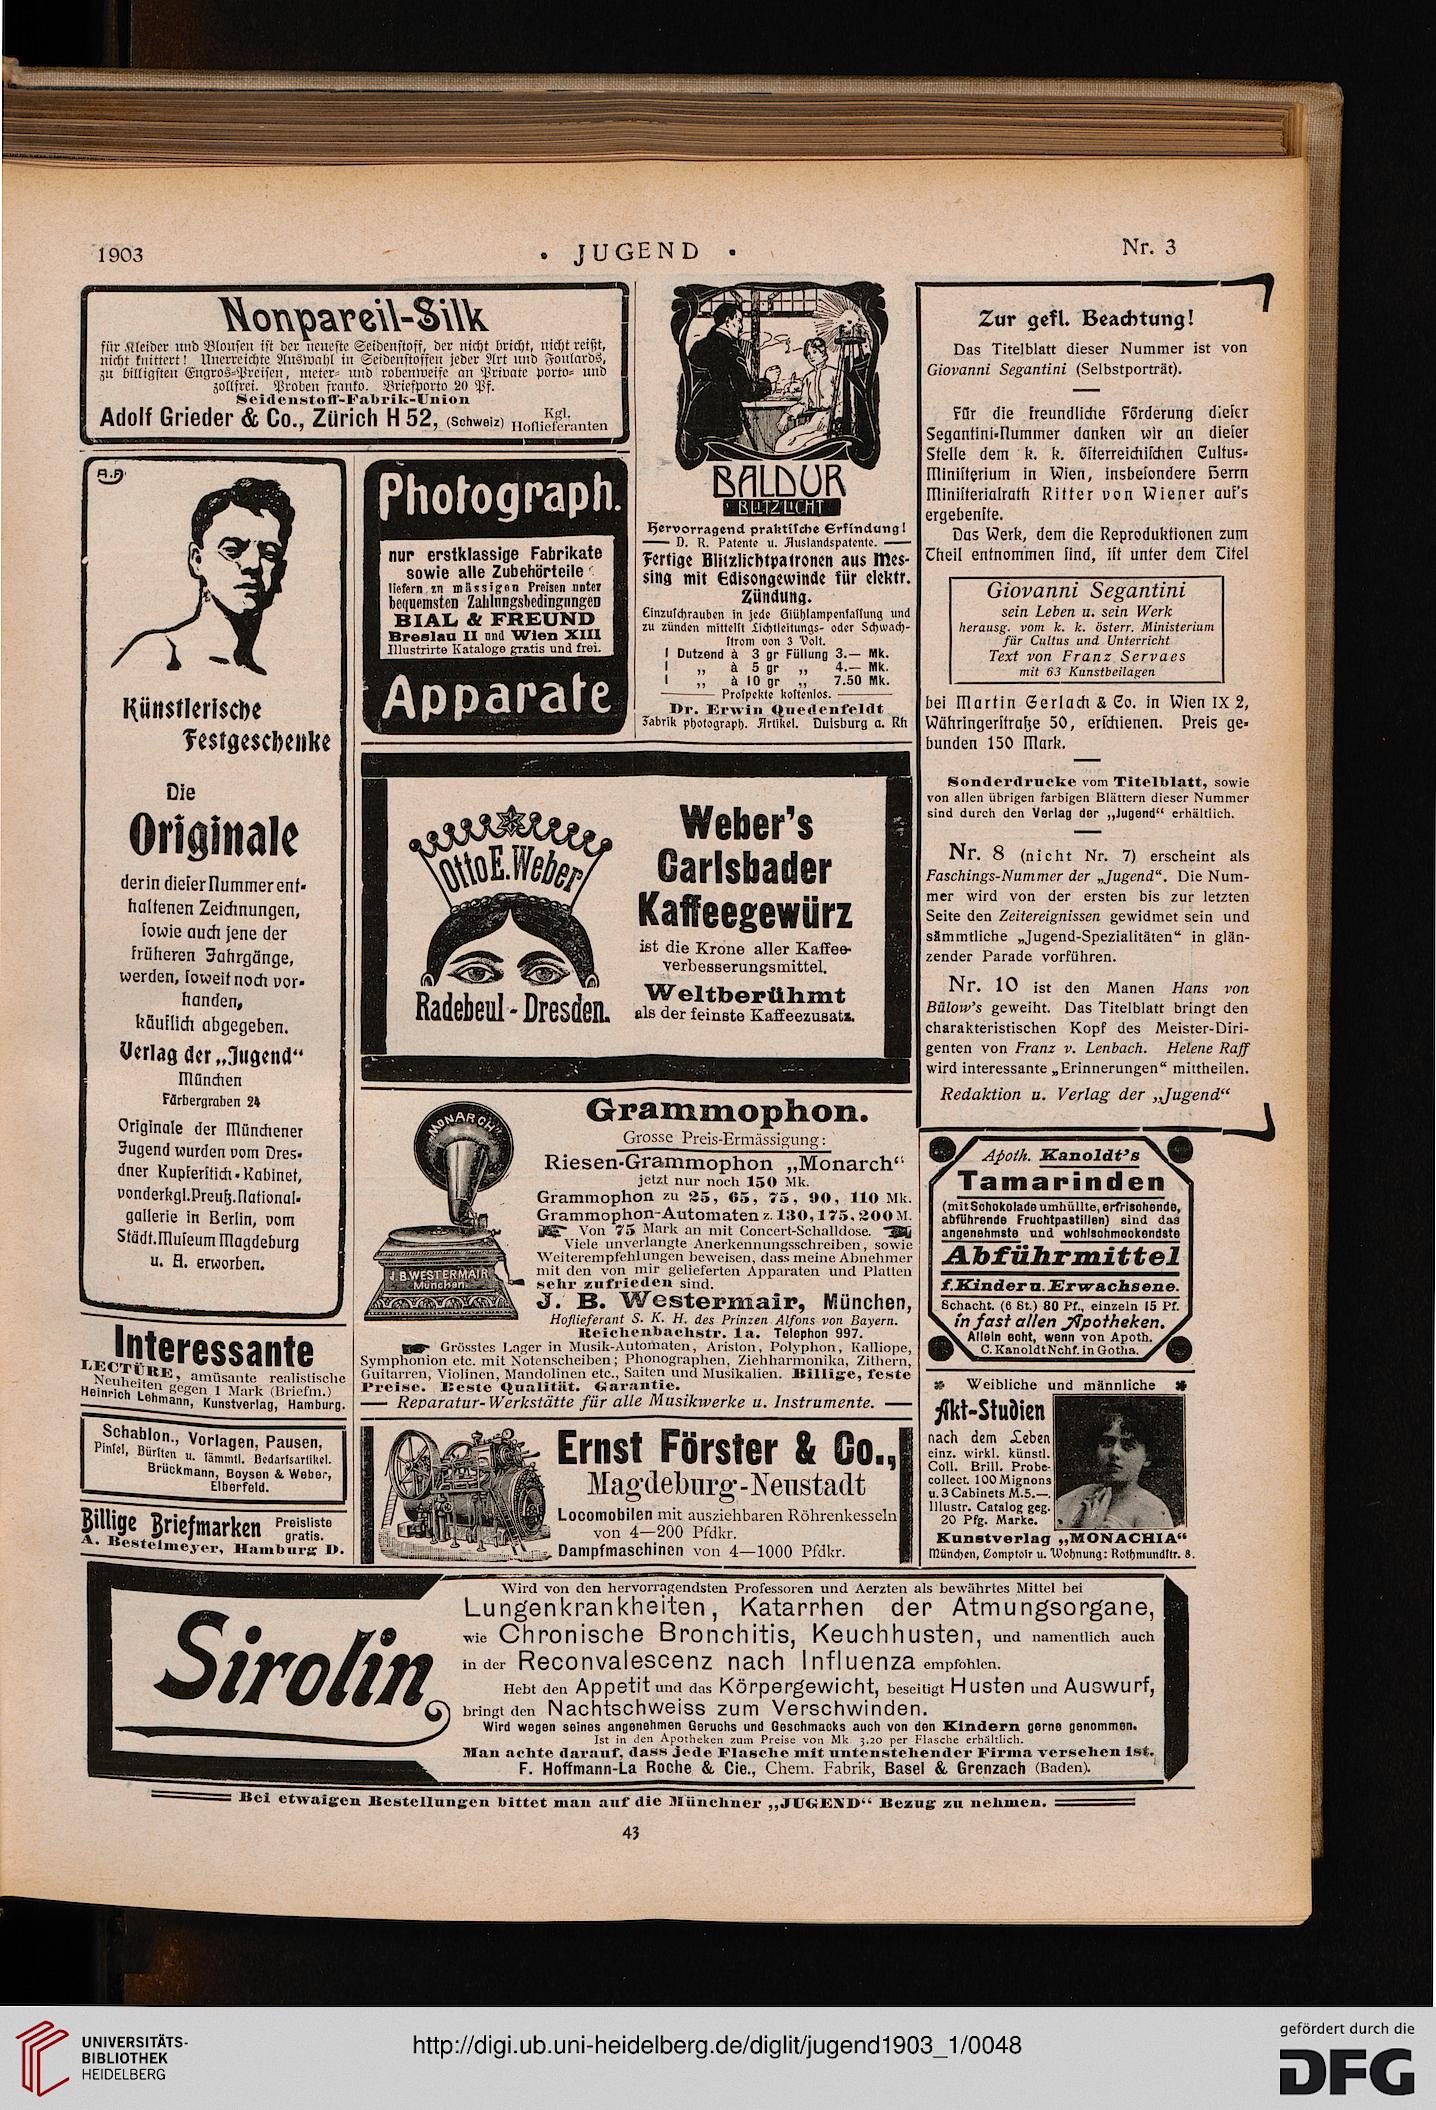 1903
• JUGEND •
Nr. 3
Nonpareil-Silk
für Kleider und Blousen ist der neueste Seidenstoff, der nicht bricht, nicht reißt,
nicht knittert! Unerreichte Auswahl in Seidenstoffen jeder Art und Foulards,
zu billigsten Engros-Preisen, meter- und robenweise an Private porto- und
zollfrei. Proben franko. Briefporto 20 Pf.
Seidenstoff-Fabrik-Union
Adolf Grieder & Co., Zürich H 52, (Schweiz) Kgl. Hoflieferanten
Künstlerische
Festgeschenke
Die
Originale
der in dieser Nummer ent-
haltenen Zeichnungen,
sowie auch jene der
früheren Jahrgänge,
werden, soweit noch vor-
handen,
käuflich abgegeben.
Verlag der „Jugend“
München
Färbergraben 24
Originale der Münchener
Jugend wurden vom Dres-
dner Kupferstich-Kabinet,
von der kgl. Preuß. National-
gallerie in Berlin, vom
Städt. Museum Magdeburg
u. A. erworben.
Interessante
LECTÜRE, amüsante realistische
Neuheiten gegen 1 Mark (Briefm.)
Heinrich Lehmann, Kunstverlag, Hamburg.
Schablon., Vorlagen, Pausen,
Pinsel, Bürsten u. sämmtl. Bedarfsartikel.
Brückmann, Boysen & Weber,
Elberfeld.
Billige Briefmarken Preisliste gratis.
A. Bestelmeyer, Hamburg D.
Photograph.
nur erstklassige Fabrikate
sowie alle Zubehörteile
liefern zn mässigen Preisen unter
bequemsten Zahlungsbedingungen
BIAL & FREUND
Breslau II und Wien XIII
Illustrirte Kataloge gratis und frei.
Apparate
BALDUR
BLITZLICHT
Hervorragend praktische Erfindung!
D. R. Patente u. Auslandspatente.
Fertige Blitzlichtpatronen aus Mes-
sing mit Edisongewinde für elektr.
Zündung.
Einzuschrauben in jede Glühlampenfassung und
zu zünden mittelst Lichtleitungs- oder Schwach-
strom von 3 Volt.
1 Dutzend à 3 gr Füllung 3.— Mk.
1 „ à 5 gr „ 4.— Mk.
1 „ à 10 gr „ 7.50 Mk.
Prospekte kostenlos.
Dr. Erwin Quedenfeldt
Fabrik photograph. Artikel. Duisburg a. Rh
Otto E. Weber
Radebeul - Dresden.
Weber's
Carlsbader
Kaffeegewürz
ist die Krone aller Kaffee-
verbesserungsmittel.
Weltberühmt
als der feinste Kaffeezusatz.
"MONARCH"
J. B. WESTERMAIR
München.
Grammophon.
Grosse Preis-Ermässigung:
Riesen-Grammophon „Monarch“
jetzt nur noch 150 Mk.
Grammophon zu 25, 65, 75, 90, 110 Mk.
Grammophon-Automaten z. 130, 175, 200 M.
Von 75 Mark an mit Concert-Schalldose.
Viele unverlangte Anerkennungsschreiben, sowie
Weiterempfehlungen beweisen, dass meine Abnehmer
mit den von mir gelieferten Apparaten und Platten
sehr zufrieden sind.
J. B. Westermair, München,
Hoflieferant S. K. H. des Prinzen Alfons von Bayern.
Reichenbachstr. 1a. Telephon 997.
Grösstes Lager in Musik-Automaten, Ariston, Polyphon, Kalliope,
Symphonion etc. mit Notenscheiben; Phonographen, Ziehharmonika, Zithern,
Guitarren, Violinen, Mandolinen etc., Saiten und Musikalien. Billige, feste
Preise. Beste Qualität. Garantie.
Reparatur-Werkstätte für alle Musikwerke u. Instrumente.
Ernst Förster & Co.,
Magdeburg-Neustadt
Locomobilen mit ausziehbaren Röhrenkesseln
von 4—200 Pfdkr.
Dampfmaschinen von 4—1000 Pfdkr.
Zur gefl. Beachtung!
Das Titelblatt dieser Nummer ist von
Giovanni Segantini (Selbstporträt).
Für die freundliche Förderung dieser
Segantini-Nummer danken wir an dieser
Stelle dem k. k. österreichischen Cultus-
Ministerium in Wien, insbesondere Herrn
Ministerialrath Ritter von Wiener auf's
ergebenste.
Das Werk, dem die Reproduktionen zum
Theil entnommen sind, ist unter dem Titel
Giovanni Segantini
sein Leben u. sein Werk
herausg. vom k. k. österr. Ministerium
für Cultus und Unterricht
Text von Franz Servaes
mit 63 Kunstbeilagen
bei Martin Gerlach & Co. in Wien IX 2,
Währingerstraße 50, erschienen. Preis ge-
bunden 150 Mark.
Sonderdrucke vom Titelblatt, sowie
von allen übrigen farbigen Blättern dieser Nummer
sind durch den Verlag der „Jugend“ erhältlich.
Nr. 8 (nicht Nr. 7) erscheint als
Faschings-Nummer der „Jugend“. Die Num-
mer wird von der ersten bis zur letzten
Seite den Zeitereignissen gewidmet sein und
sämmtliche „Jugend-Spezialitäten“ in glän-
zender Parade vorführen.
Nr. 10 ist den Manen Hans von
Bülow's geweiht. Das Titelblatt bringt den
charakteristischen Kopf des Meister-Diri-
genten von Franz v. Lenbach. Helene Raff
wird interessante „Erinnerungen“ mittheilen.
Redaktion u. Verlag der „Jugend“
Apoth. Kanoldt's
Tamarinden
(mit Schokolade umhüllte, erfrischende,
abführende Fruchtpastillen) sind das
angenehmste und wohlschmeckendste
Abführmittel
f. Kinder u. Erwachsene.
Schacht. (6 St.) 80 Pf., einzeln 15 Pf.
in fast allen Apotheken.
Allein echt, wenn von Apoth.
C. Kanoldt Nchf. in Gotha.
Weibliche und männliche
Akt-Studien
nach dem Leben
einz. wirkl. künstl.
Coll. Brill. Probe-
collect. 100 Mignons
u. 3 Cabinets M.5.—.
Illustr. Catalog geg.
20 Pfg. Marke.
Kunstverlag „MONACHIA“
München, Comptoir u. Wohnung: Rothmundstr. 8.
Sirolin
Wird von den hervorragendsten Professoren und Aerzten als bewährtes Mittel bei
Lungenkrankheiten, Katarrhen der Atmungsorgane,
wie Chronische Bronchitis, Keuchhusten, und namentlich auch
in der Reconvalescenz nach Influenza empfohlen.
Hebt den Appetit und das Körpergewicht, beseitigt Husten und Auswurf,
bringt den Nachtschweiss zum Verschwinden.
Wird wegen seines angenehmen Geruchs und Geschmacks auch von den Kindern gerne genommen.
Ist in den Apotheken zum Preise von Mk 3.20 per Flasche erhältlich.
Man achte darauf, dass jede Flasche mit untenstehender Firma versehen ist.
F. Hoffmann-La Roche & Cie., Chem. Fabrik, Basel & Grenzach (Baden).
Bei etwaigen Bestellungen bittet man auf die Münchner „JUGEND“ Bezug zu nehmen.
43
UNIVERSITÄTS-
BIBLIOTHEK
HEIDELBERG
http://digi.ub.uni-heidelberg.de/diglit/jugend1903_1/0048
gefördert durch die
DFG